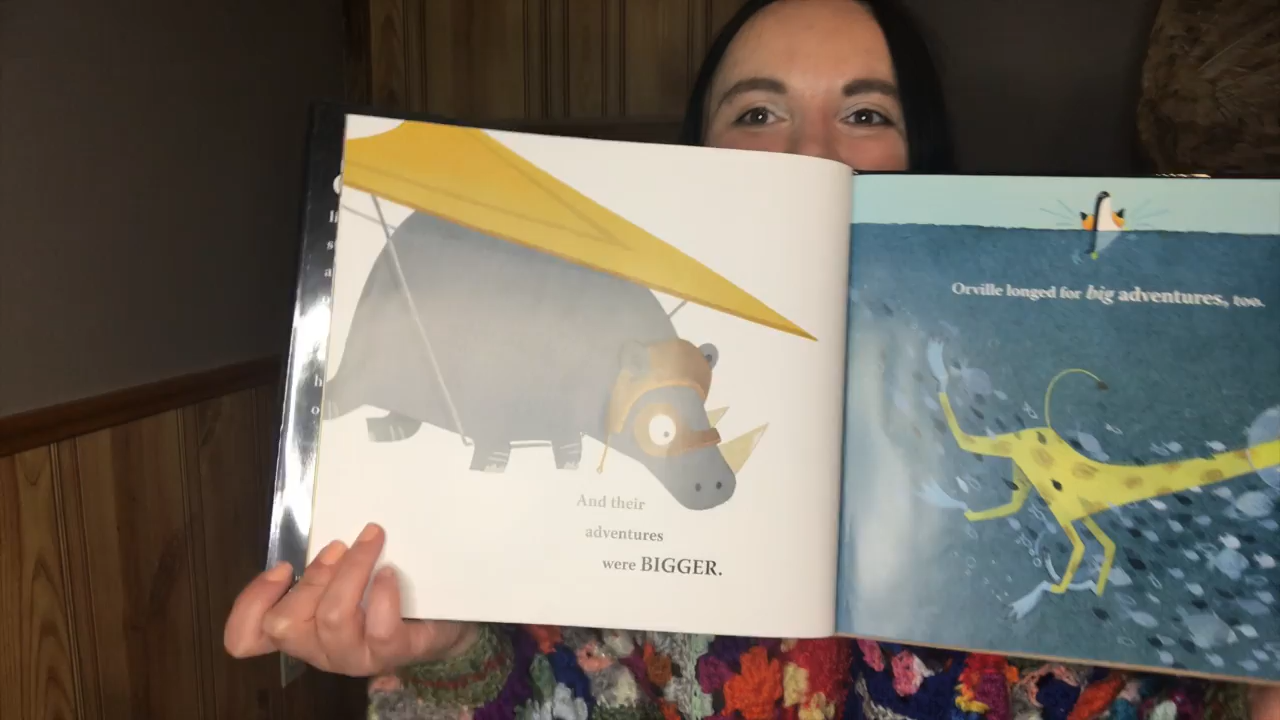 And their
adventures
were BIGGER.
Orville longed for big adventures, too.